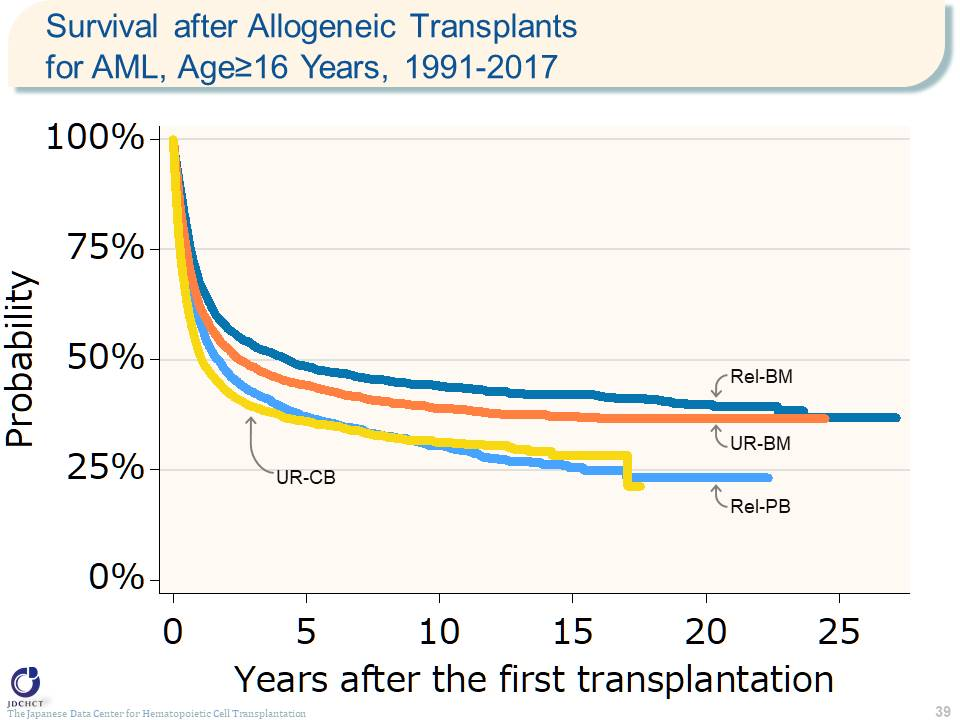 Survival after Allogeneic Transplants
for AML, Age≥16 Years, 1991-2017
100%
75%
50%
25%
0%
Probability
Rel-BM
UR-BM
UR-CB
Rel-PB
0 5 10 15 20 25
Years after the first transplantation
JDCHCT
The Japanese Data Center for Hematopoietic Cell Transplantation
39